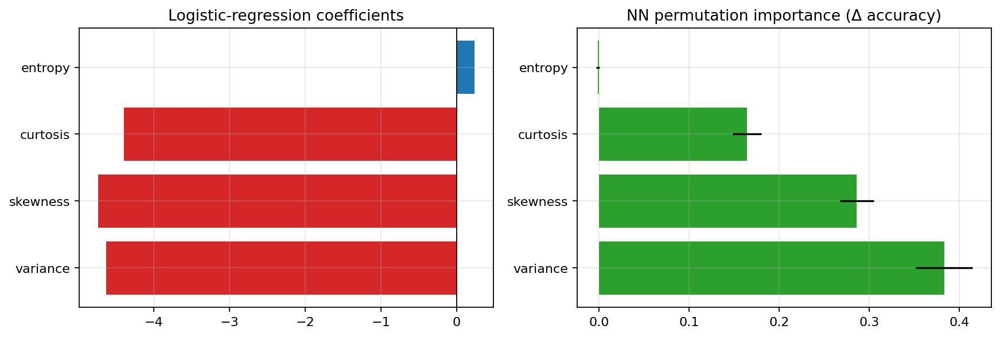 Logistic-regression coefficients
entropy
curtosis
skewness
variance
−4 −3 −2 −1 0
NN permutation importance (Δ accuracy)
entropy
curtosis
skewness
variance
0.0 0.1 0.2 0.3 0.4